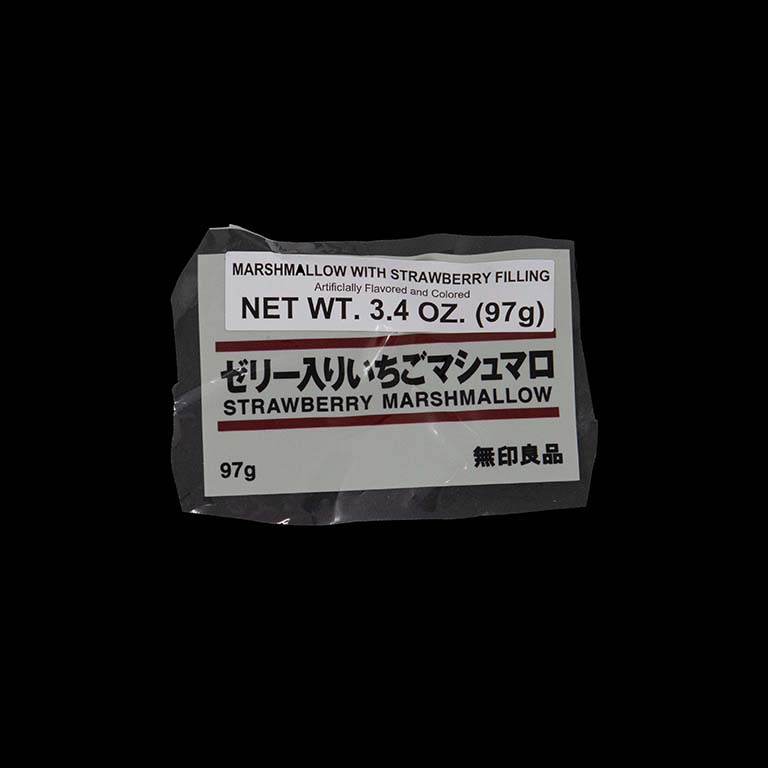 MARSHMALLOW WITH STRAWBERRY FILLING
Artificially Flavored and Colored
NET WT. 3.4 OZ. (97g)
ゼリー入りいちごマシュマロ
STRAWBERRY MARSHMALLOW
97g
無印良品